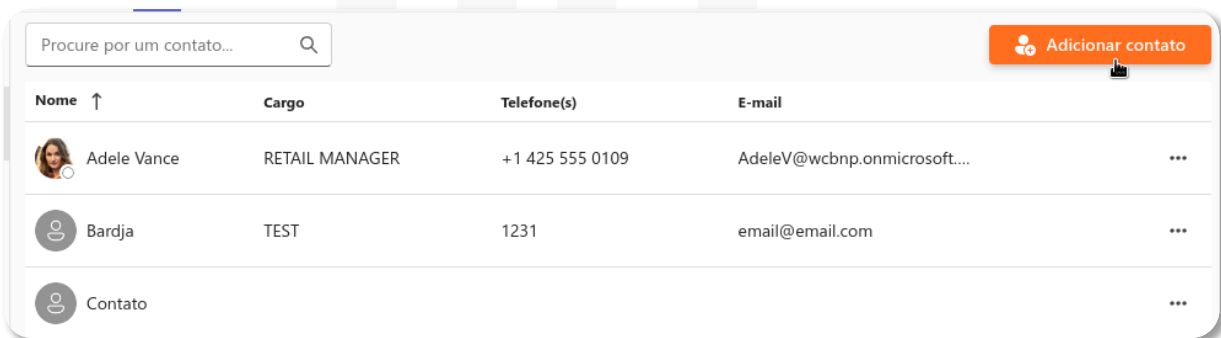 Procure por um contato... Adicionar contato
Nome ↑ Cargo Telefone(s) E-mail
Adele Vance RETAIL MANAGER +1 425 555 0109 AdeleV@wcbnp.onmicrosoft....
Bardja TEST 1231 email@email.com
Contato